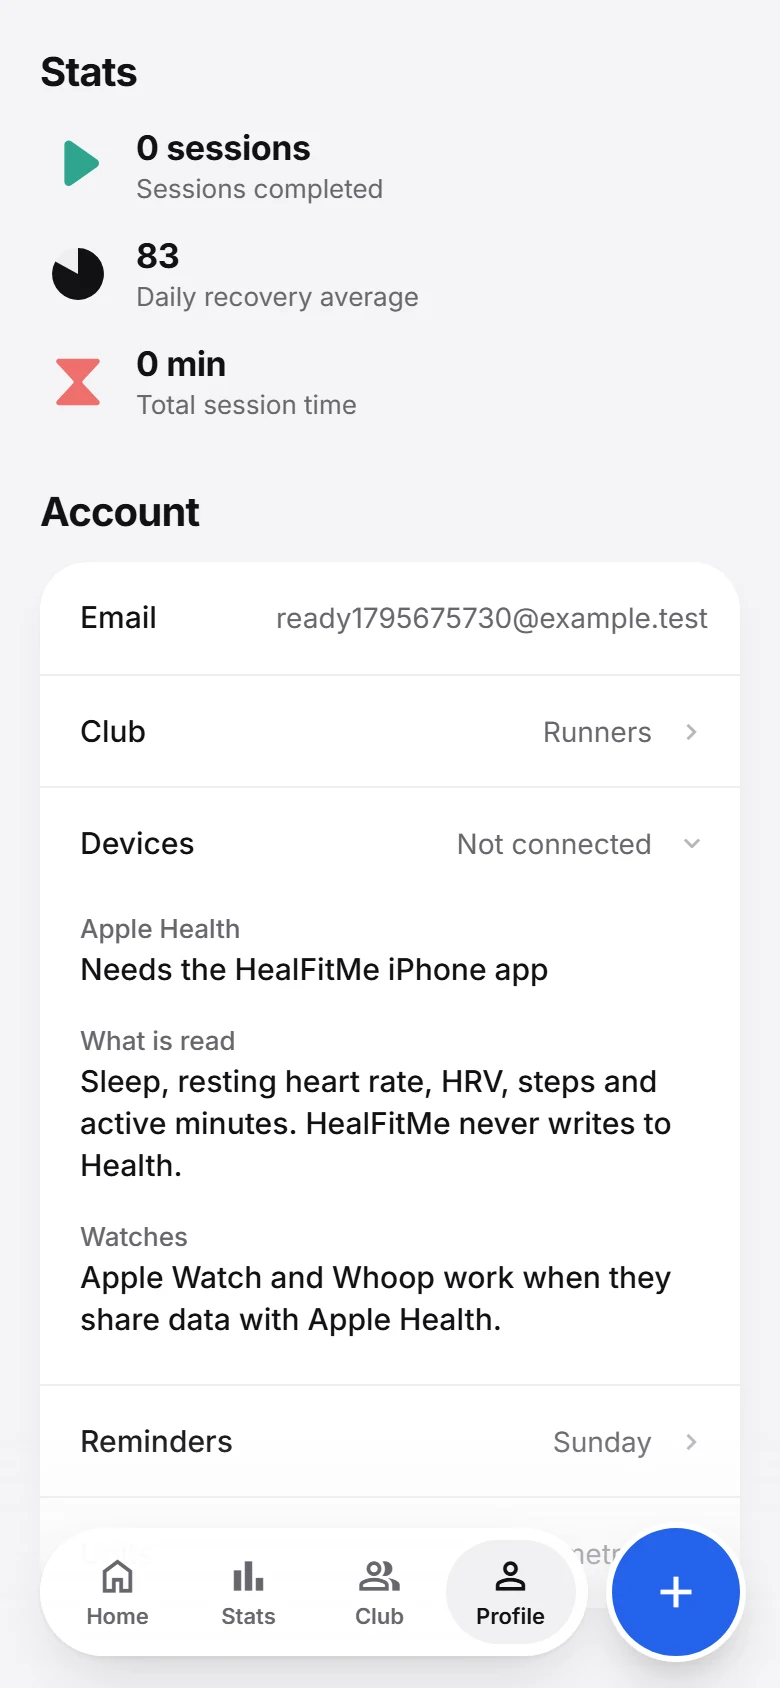 Stats
0 sessions
Sessions completed
83
Daily recovery average
0 min
Total session time
Account
Email ready1795675730@example.test
Club Runners
Devices Not connected
Apple Health
Needs the HealFitMe iPhone app
What is read
Sleep, resting heart rate, HRV, steps and
active minutes. HealFitMe never writes to
Health.
Watches
Apple Watch and Whoop work when they
share data with Apple Health.
Reminders Sunday
Home Stats Club Profile